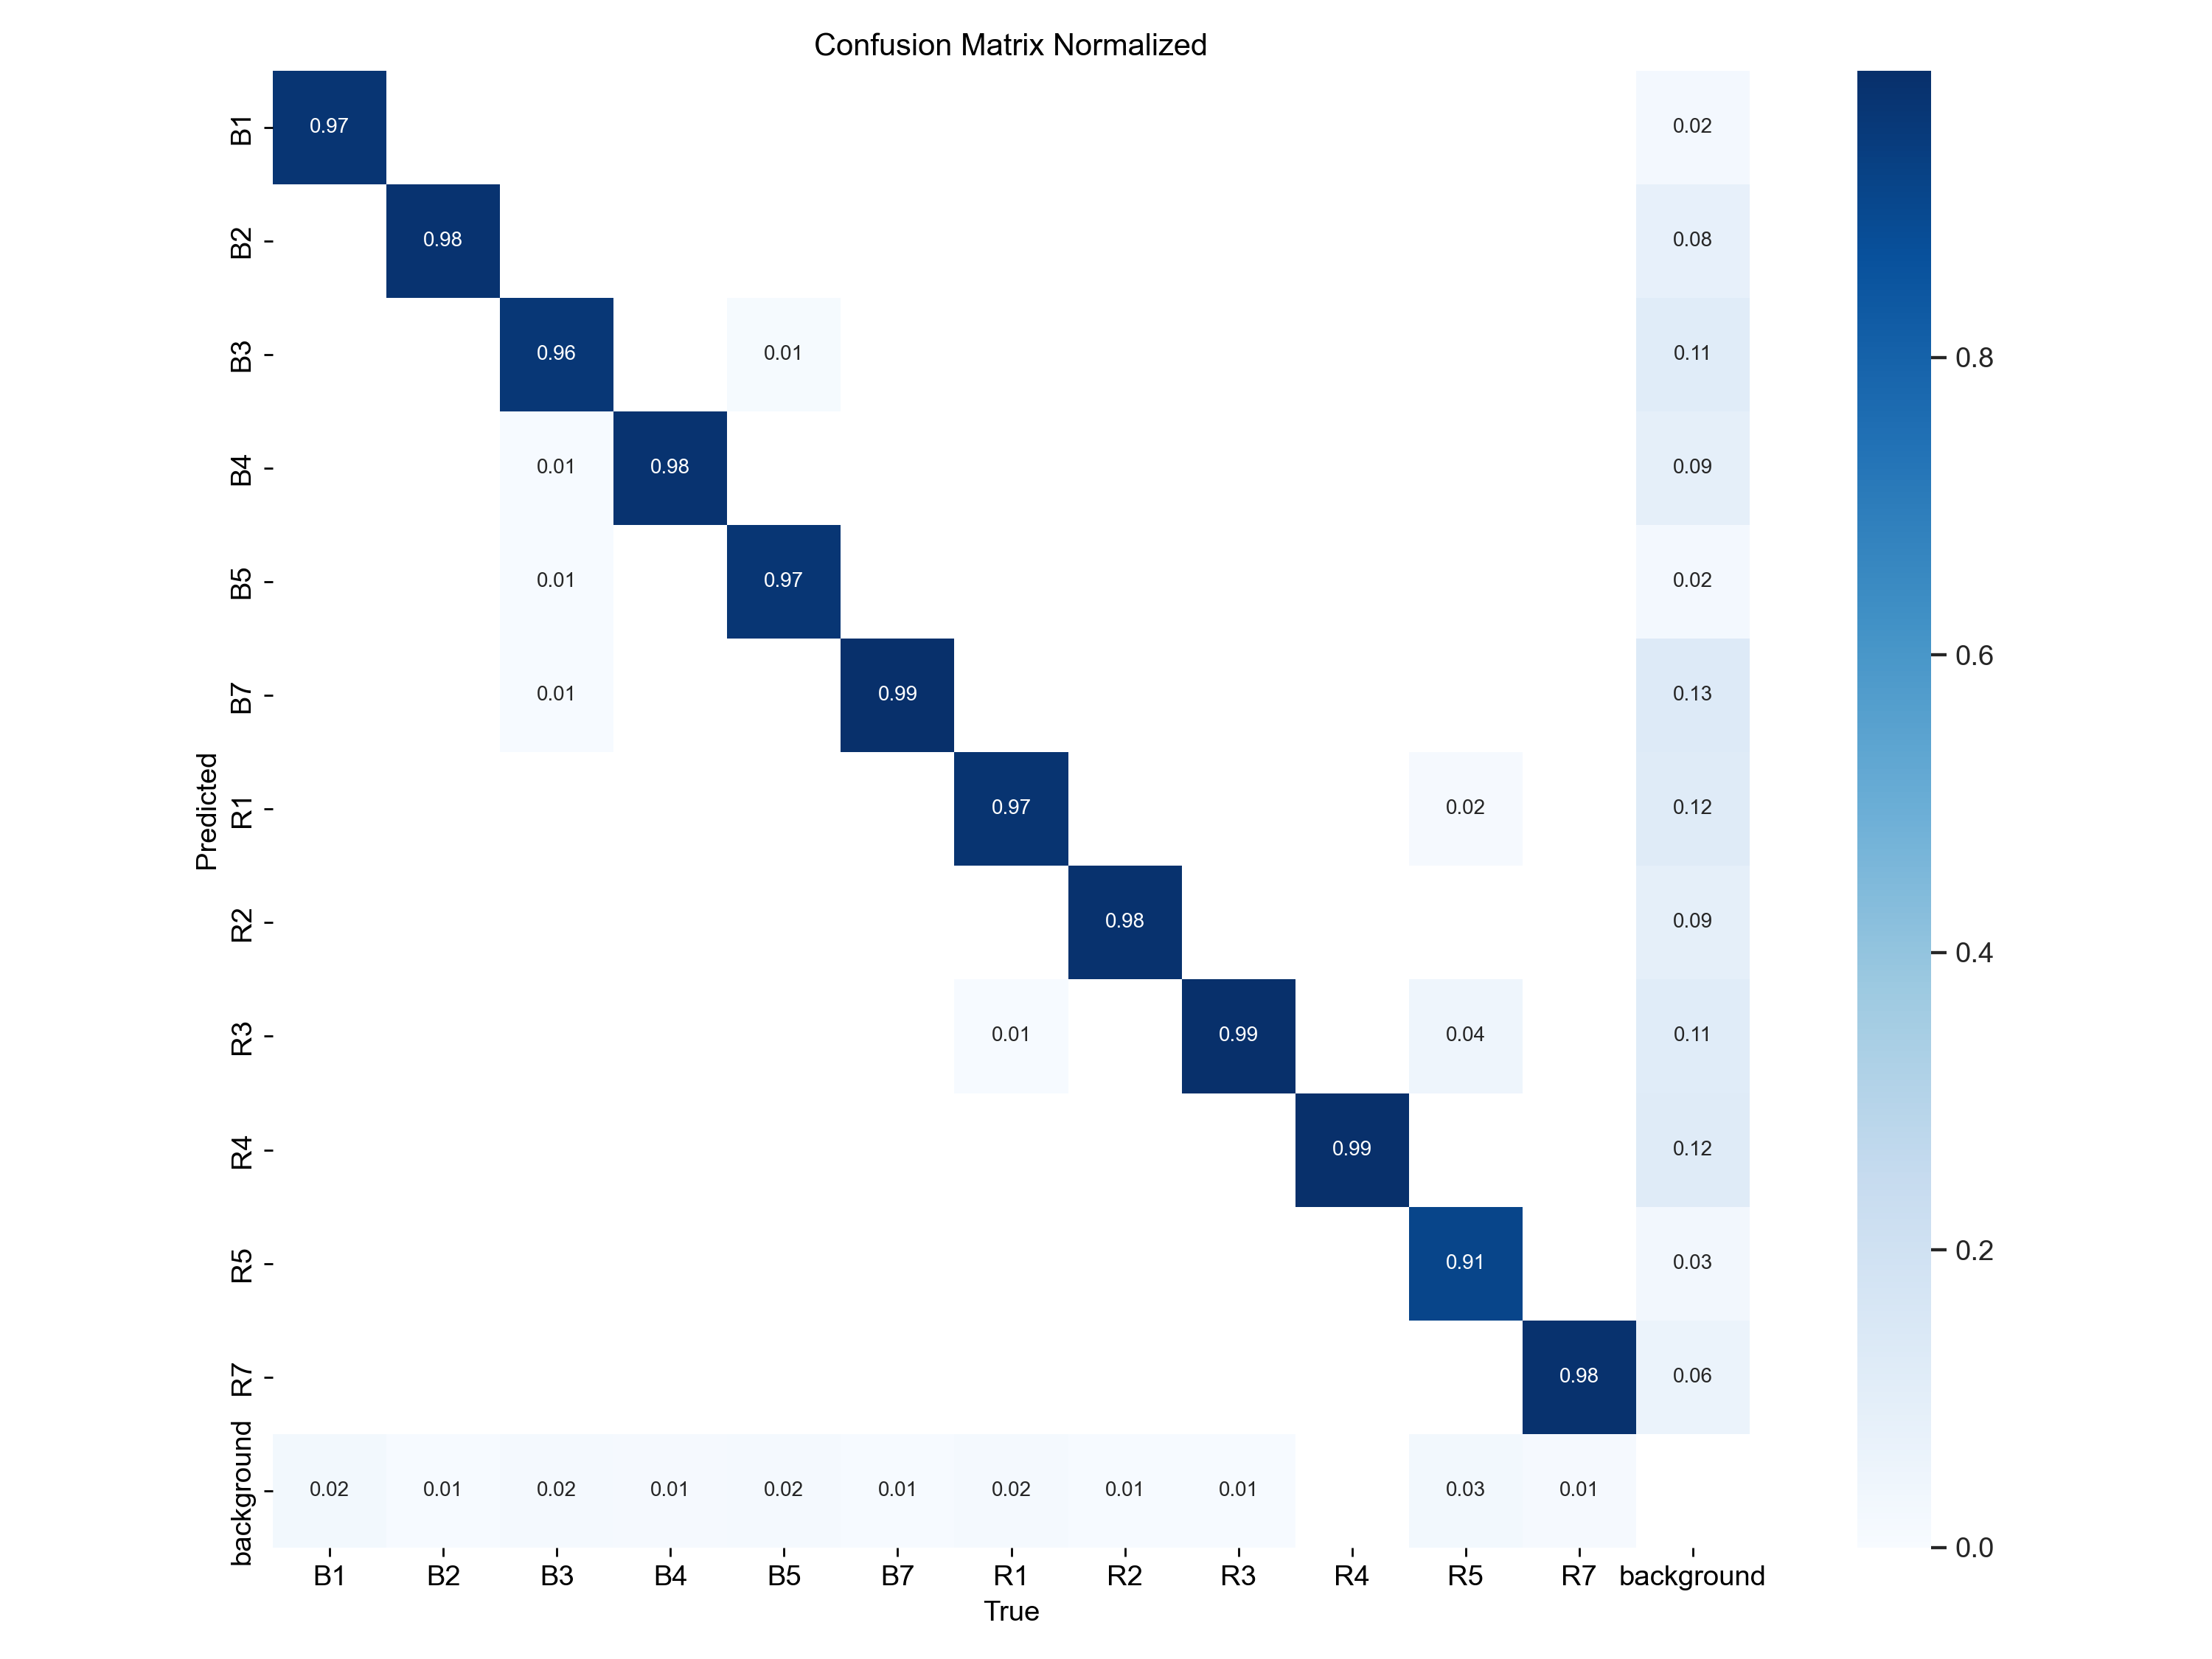 Confusion Matrix Normalized
B1 0.97 0.02
B2 0.98 0.08
B3 0.96 0.01 0.11
0.8
B4 0.01 0.98 0.09
B5 0.01 0.97 0.02
B7 0.01 0.99 0.13
0.6
Predicted
R1 0.97 0.02 0.12
R2 0.98 0.09
0.4
R3 0.01 0.99 0.04 0.11
R4 0.99 0.12
R5 0.91 0.03
0.2
R7 0.98 0.06
background 0.02 0.01 0.02 0.01 0.02 0.01 0.02 0.01 0.01 0.03 0.01
0.0
B1 B2 B3 B4 B5 B7 R1 R2 R3 R4 R5 R7 background
True